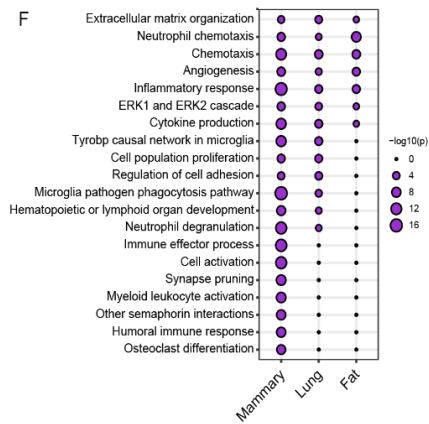 F
Extracellular matrix organization
Neutrophil chemotaxis
Chemotaxis
Angiogenesis
Inflammatory response
ERK1 and ERK2 cascade
Cytokine production
Tyrobp causal network in microglia
Cell population proliferation
Regulation of cell adhesion
Microglia pathogen phagocytosis pathway
Hematopoietic or lymphoid organ development
Neutrophil degranulation
Immune effector process
Cell activation
Synapse pruning
Myeloid leukocyte activation
Other semaphorin interactions
Humoral immune response
Osteoclast differentiation
Mammary
Lung
Fat
−log10(p)
0
4
8
12
16